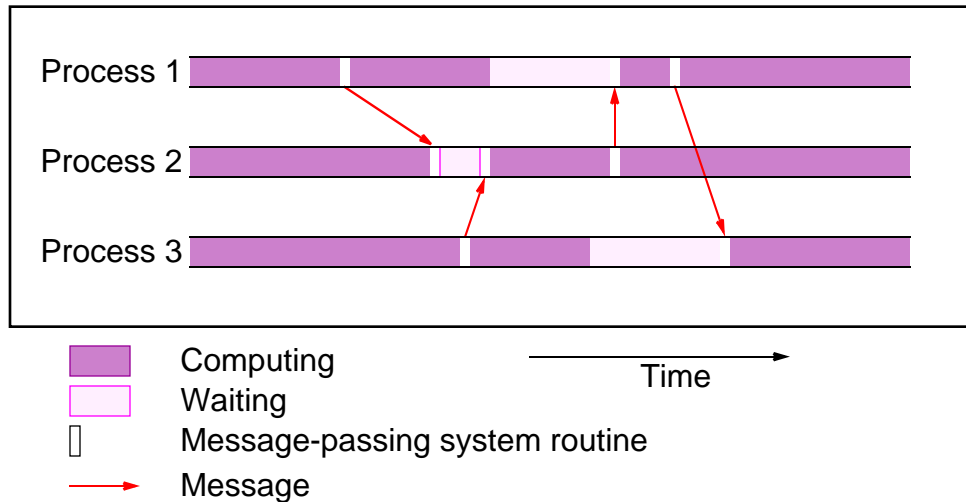 Process 1
Process 2
Process 3
Computing
Time
Waiting
Message-passing system routine
Message